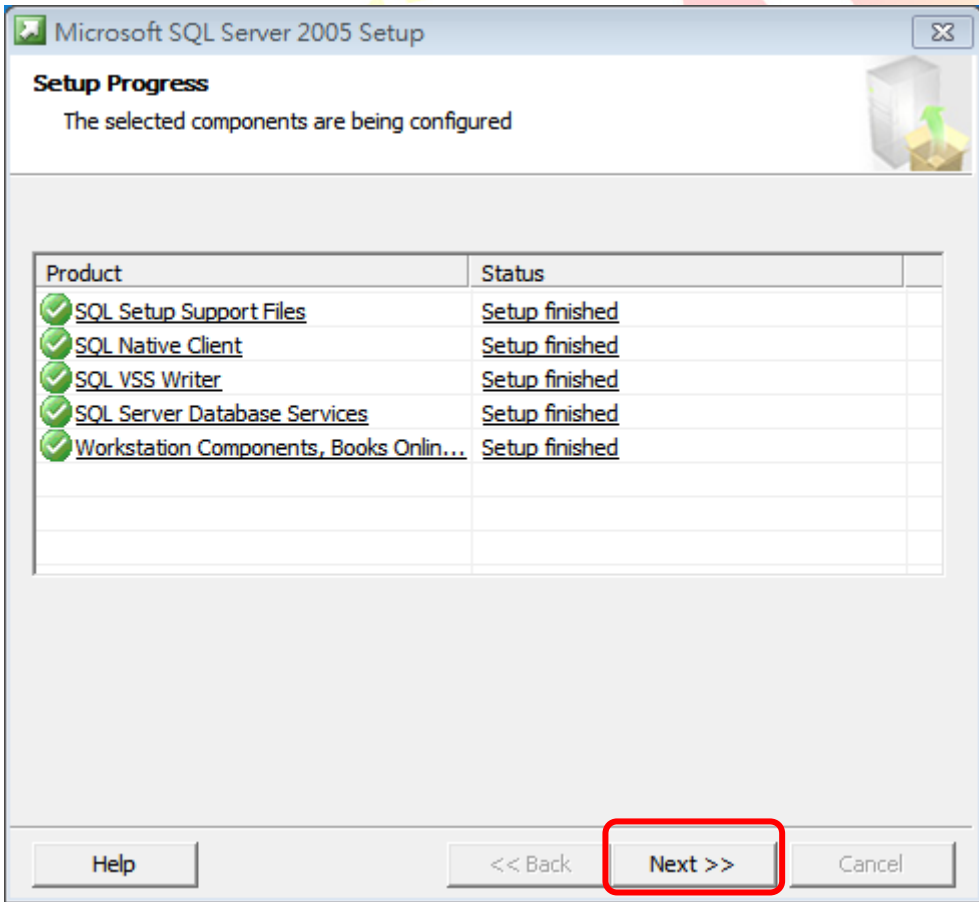 Microsoft SQL Server 2005 Setup
Setup Progress
The selected components are being configured
Product Status
SQL Setup Support Files Setup finished
SQL Native Client Setup finished
SQL VSS Writer Setup finished
SQL Server Database Services Setup finished
Workstation Components, Books Onlin... Setup finished
Help << Back Next >> Cancel